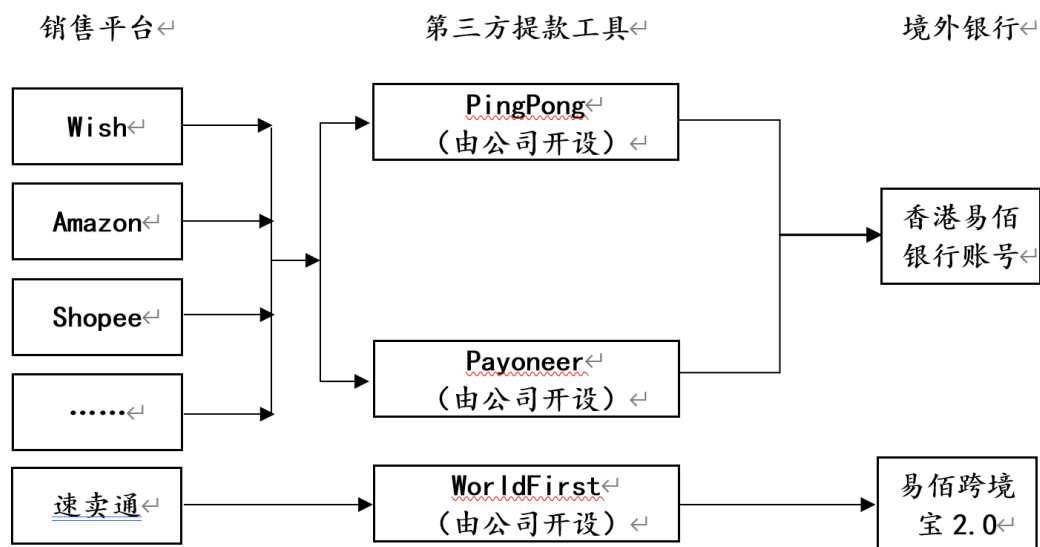 销售平台
第三方提款工具
境外银行
Wish
PingPong
（由公司开设）
Amazon
香港易佰
银行账号
Shopee
Payoneer
（由公司开设）
……
速卖通
WorldFirst
（由公司开设）
易佰跨境
宝 2.0